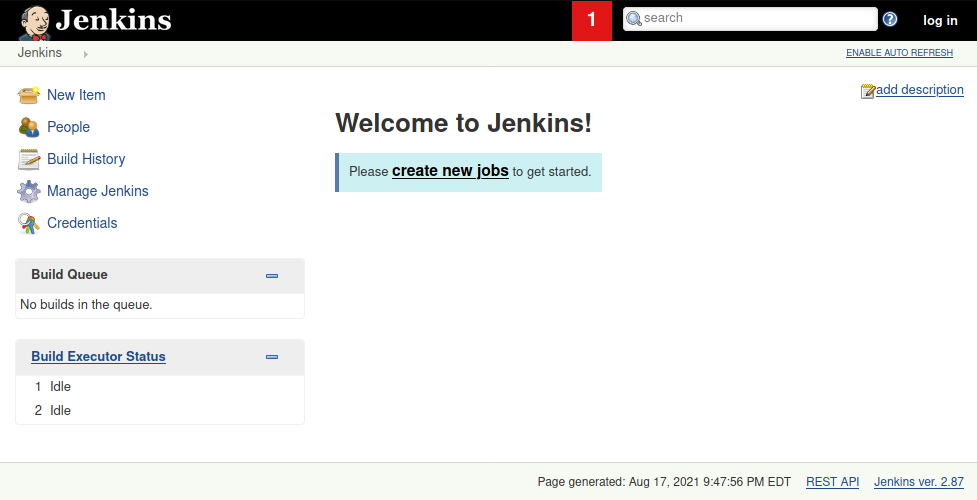 Jenkins
1
search
log in
Jenkins
ENABLE AUTO REFRESH
New Item
People
Build History
Manage Jenkins
Credentials
add description
Welcome to Jenkins!
Please create new jobs to get started.
Build Queue
No builds in the queue.
Build Executor Status
1 Idle
2 Idle
Page generated: Aug 17, 2021 9:47:56 PM EDT REST API Jenkins ver. 2.87